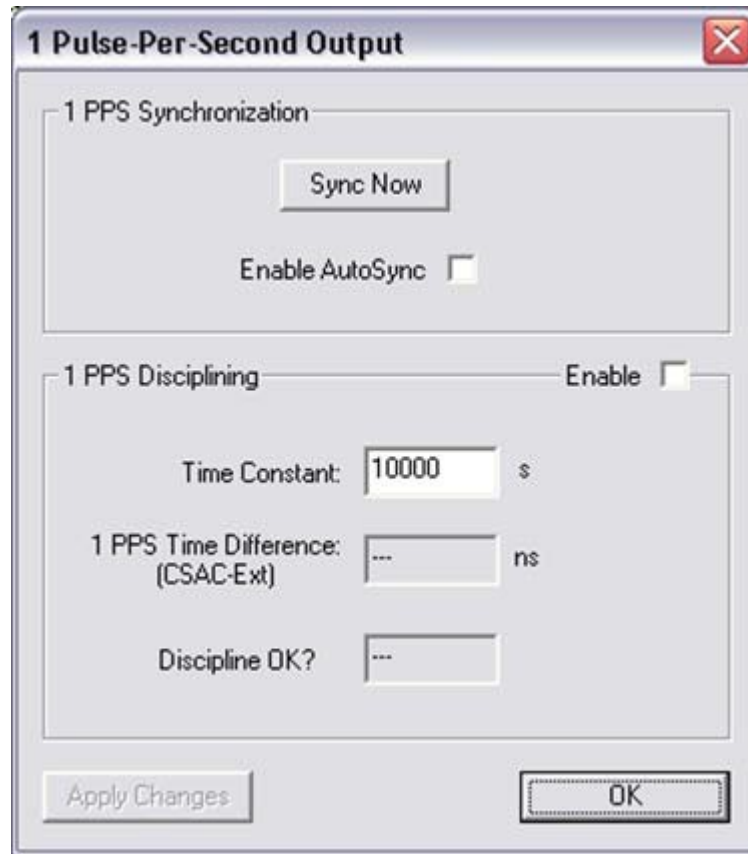 1 Pulse-Per-Second Output
1 PPS Synchronization
Sync Now
Enable AutoSync
1 PPS Disciplining
Enable
Time Constant: 10000 s
1 PPS Time Difference: --- ns
(CSAC-Ext)
Discipline OK? ---
Apply Changes
OK